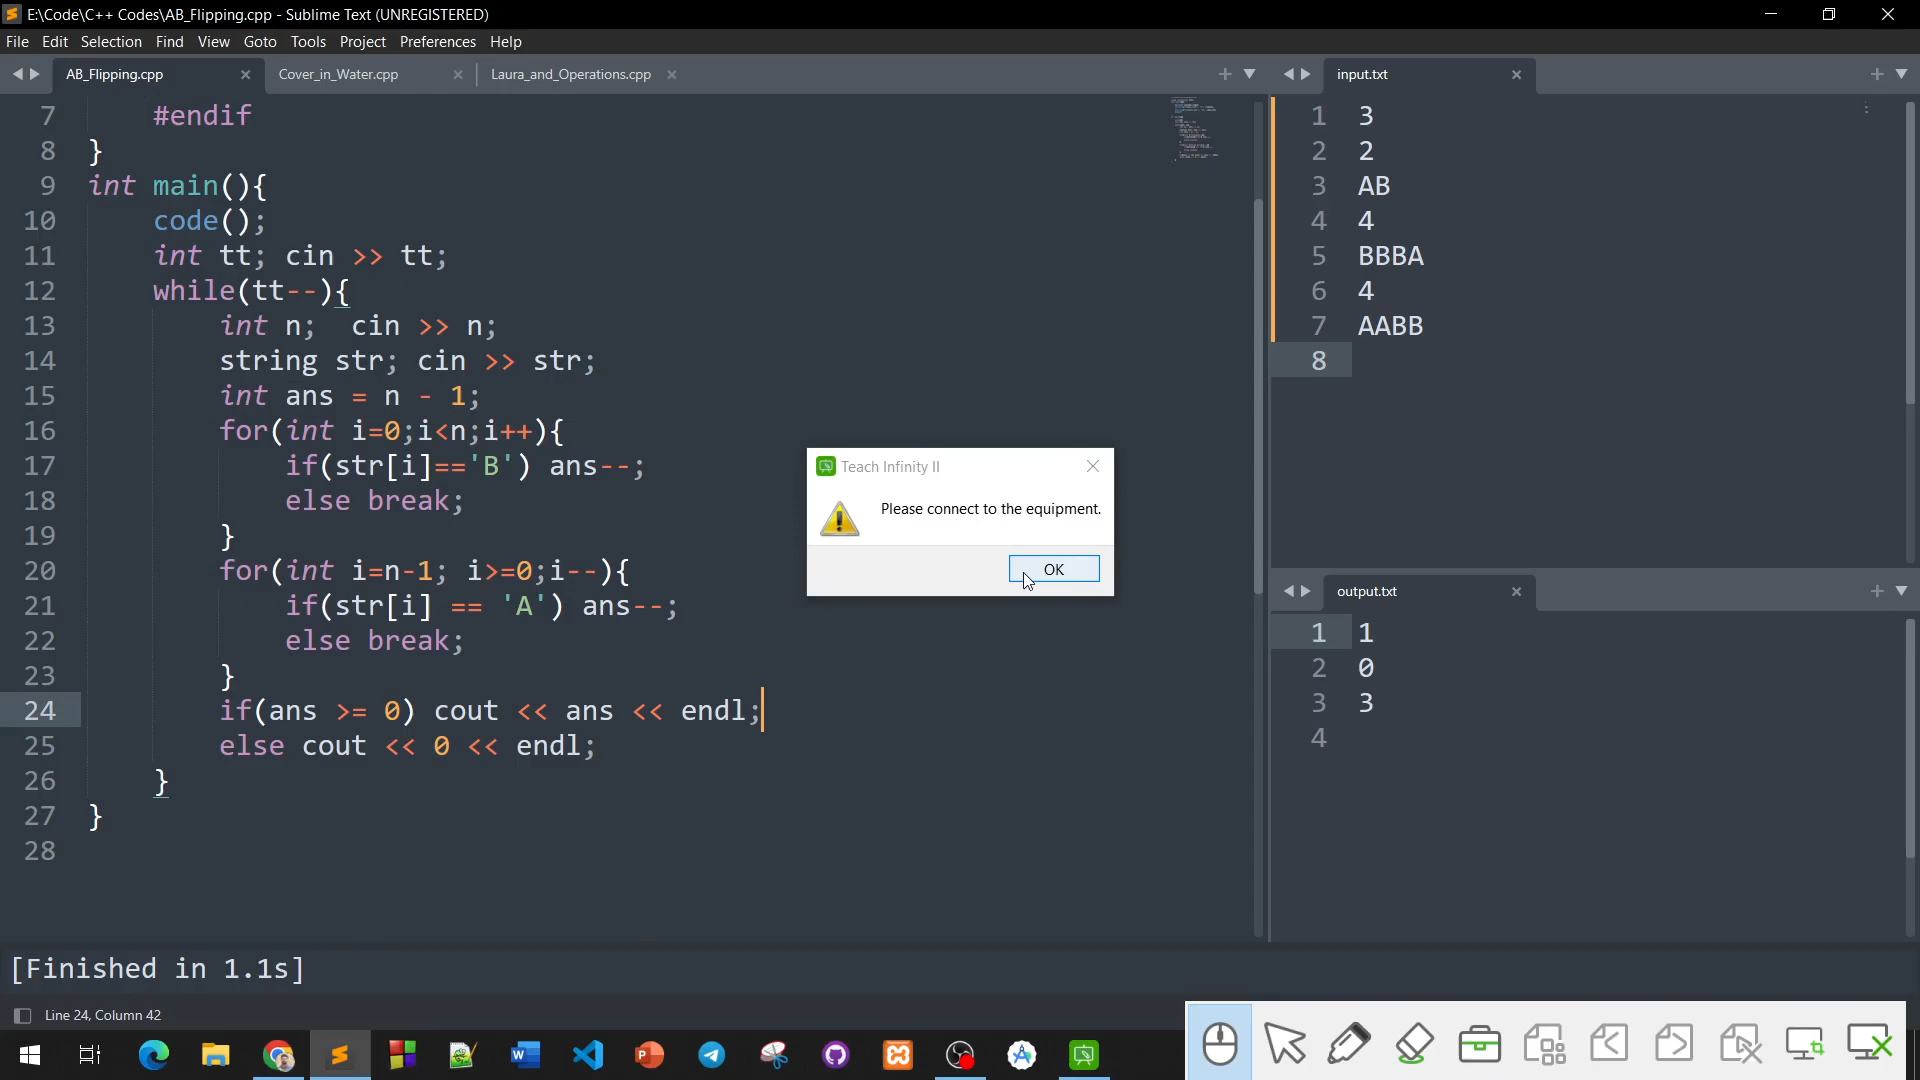 E:\Code\C++ Codes\AB_Flipping.cpp - Sublime Text (UNREGISTERED)
File Edit Selection Find View Goto Tools Project Preferences Help
AB_Flipping.cpp Cover_in_Water.cpp Laura_and_Operations.cpp
7 #endif
8 }
9 int main(){
10 code();
11 int tt; cin >> tt;
12 while(tt--){
13 int n;  cin >> n;
14 string str; cin >> str;
15 int ans = n - 1;
16 for(int i=0;i<n;i++){
17 if(str[i]=='B') ans--;
18 else break;
19 }
20 for(int i=n-1; i>=0;i--){
21 if(str[i] == 'A') ans--;
22 else break;
23 }
24 if(ans >= 0) cout << ans << endl;
25 else cout << 0 << endl;
26 }
27 }
28
input.txt
1 3
2 2
3 AB
4 4
5 BBBA
6 4
7 AABB
8
output.txt
1 1
2 0
3 3
4
Teach Infinity II
Please connect to the equipment.
OK
[Finished in 1.1s]
Line 24, Column 42